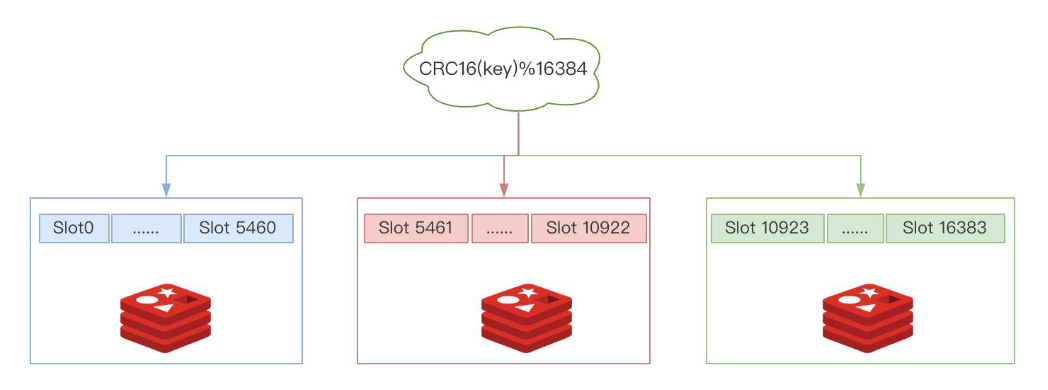 CRC16(key)%16384
Slot0 ...... Slot 5460 Slot 5461 ...... Slot 10922 Slot 10923 ...... Slot 16383